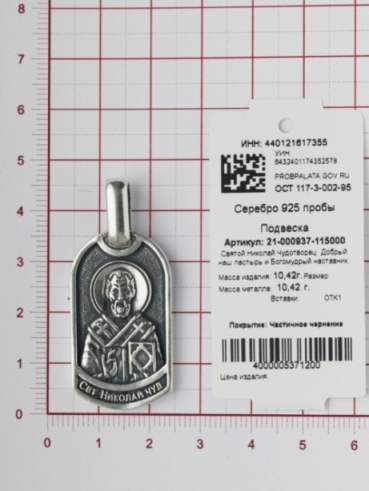 8
7
6
5
4
3
2
1
0
0 1 2 3 4 5 6
СВТ. НИКОЛАЙ ЧУД
ИНН: 440121617355
УИН:
6432401174352578
PROBPALATA.GOV.RU
ОСТ 117-3-002-95
Серебро 925 пробы
Подвеска
Артикул: 21-000937-115000
Святой Николай Чудотворец. Добрый
наш пастырь и Богомудрый наставник.
Масса изделия: 10,42г. Размер
Масса металла 10,42 г.
Вставки ОТК1
Покрытие: Частичное чернение
4000005371200
Цена изделия: